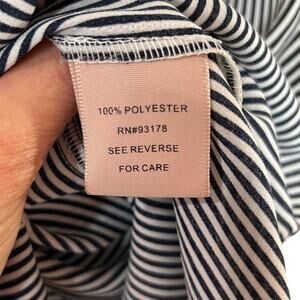 100% POLYESTER
RN#93178
SEE REVERSE
FOR CARE